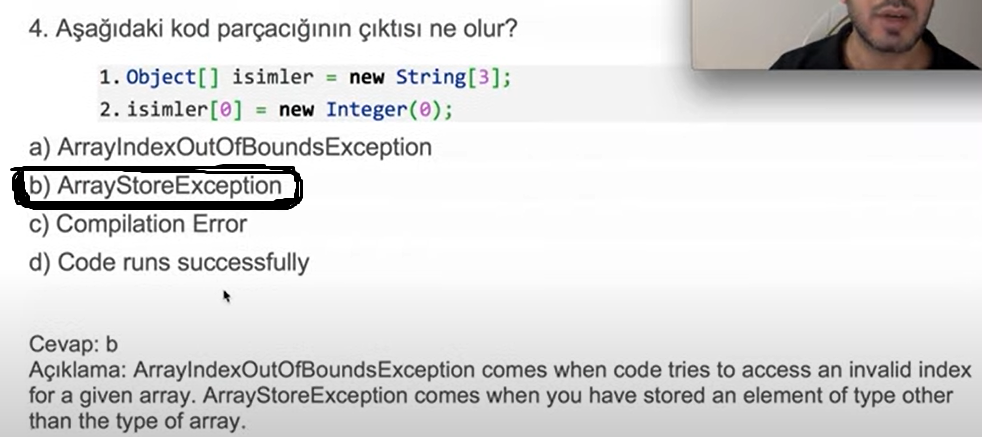 4. Aşağıdaki kod parçacığının çıktısı ne olur?
1. Object[] isimler = new String[3];
2. isimler[0] = new Integer(0);
a) ArrayIndexOutOfBoundsException
b) ArrayStoreException
c) Compilation Error
d) Code runs successfully
Cevap: b
Açıklama: ArrayIndexOutOfBoundsException comes when code tries to access an invalid index
for a given array. ArrayStoreException comes when you have stored an element of type other
than the type of array.